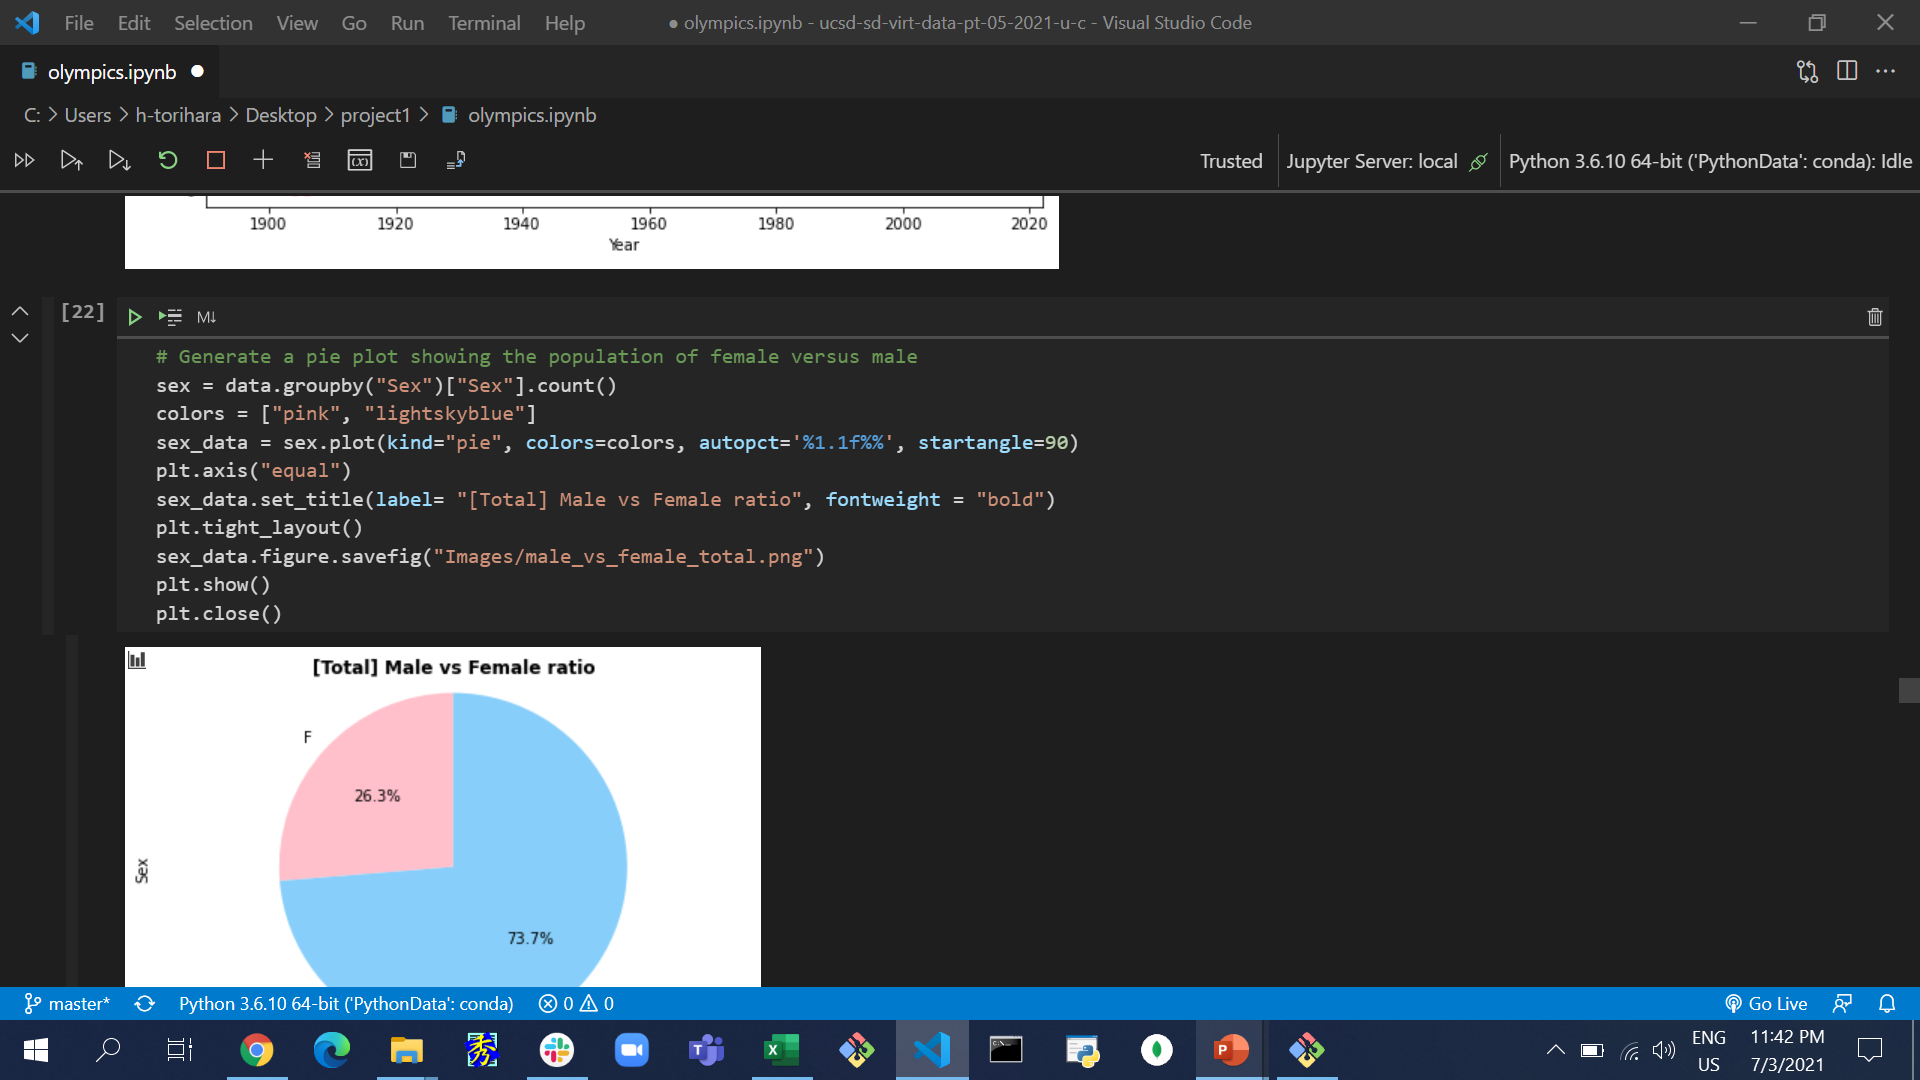 File Edit Selection View Go Run Terminal Help ● olympics.ipynb - ucsd-sd-virt-data-pt-05-2021-u-c - Visual Studio Code
olympics.ipynb
C: > Users > h-torihara > Desktop > project1 > olympics.ipynb
Trusted Jupyter Server: local Python 3.6.10 64-bit ('PythonData': conda): Idle
1900 1920 1940 1960 1980 2000 2020
Year
[22] M↓
# Generate a pie plot showing the population of female versus male
sex = data.groupby("Sex")["Sex"].count()
colors = ["pink", "lightskyblue"]
sex_data = sex.plot(kind="pie", colors=colors, autopct='%1.1f%%', startangle=90)
plt.axis("equal")
sex_data.set_title(label= "[Total] Male vs Female ratio", fontweight = "bold")
plt.tight_layout()
sex_data.figure.savefig("Images/male_vs_female_total.png")
plt.show()
plt.close()
[Total] Male vs Female ratio
F
26.3%
Sex
73.7%
master* Python 3.6.10 64-bit ('PythonData': conda) 0 0 Go Live
秀
ENG 11:42 PM
US 7/3/2021